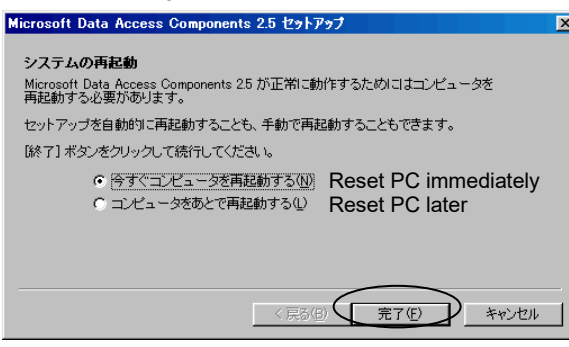 Microsoft Data Access Components 2.5 セットアップ
システムの再起動
Microsoft Data Access Components 2.5 が正常に動作するためにはコンピュータを
再起動する必要があります。
セットアップを自動的に再起動することも、手動で再起動することもできます。
[終了] ボタンをクリックして続行してください。
今すぐコンピュータを再起動する(N) Reset PC immediately
コンピュータをあとで再起動する(L) Reset PC later
< 戻る(B) 完了(F) キャンセル